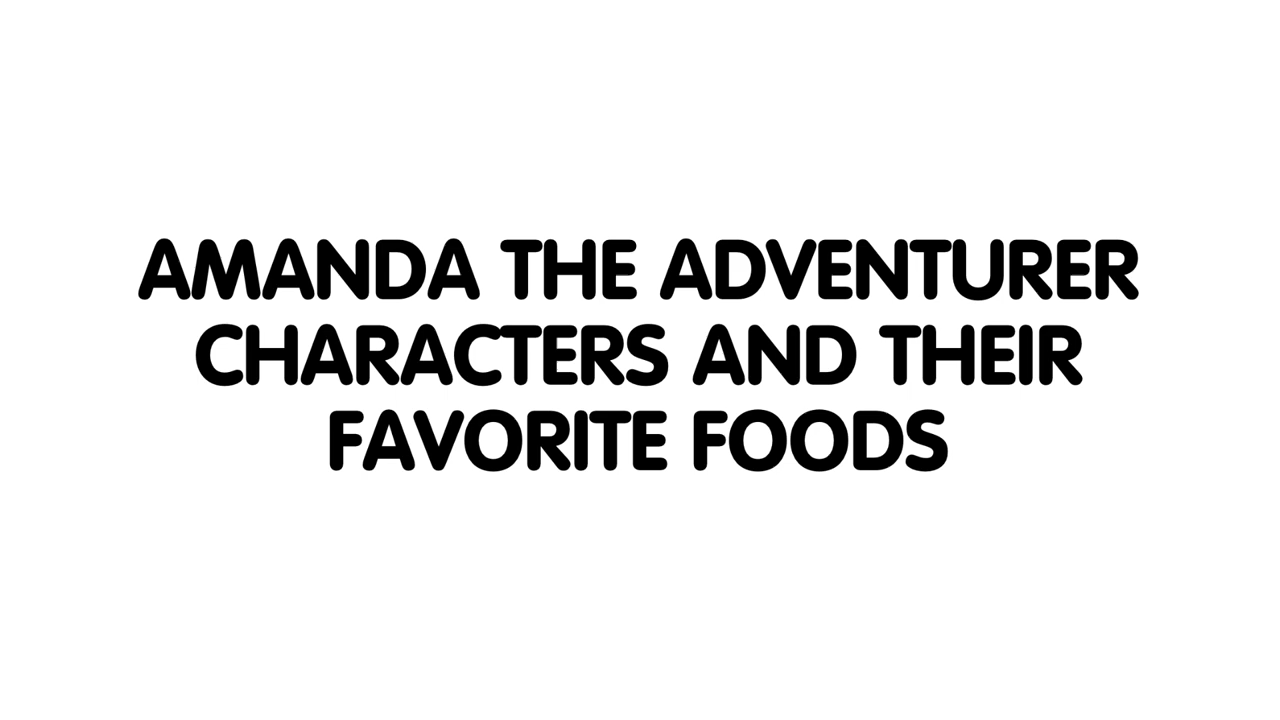 AMANDA THE ADVENTURER
CHARACTERS AND THEIR
FAVORITE FOODS